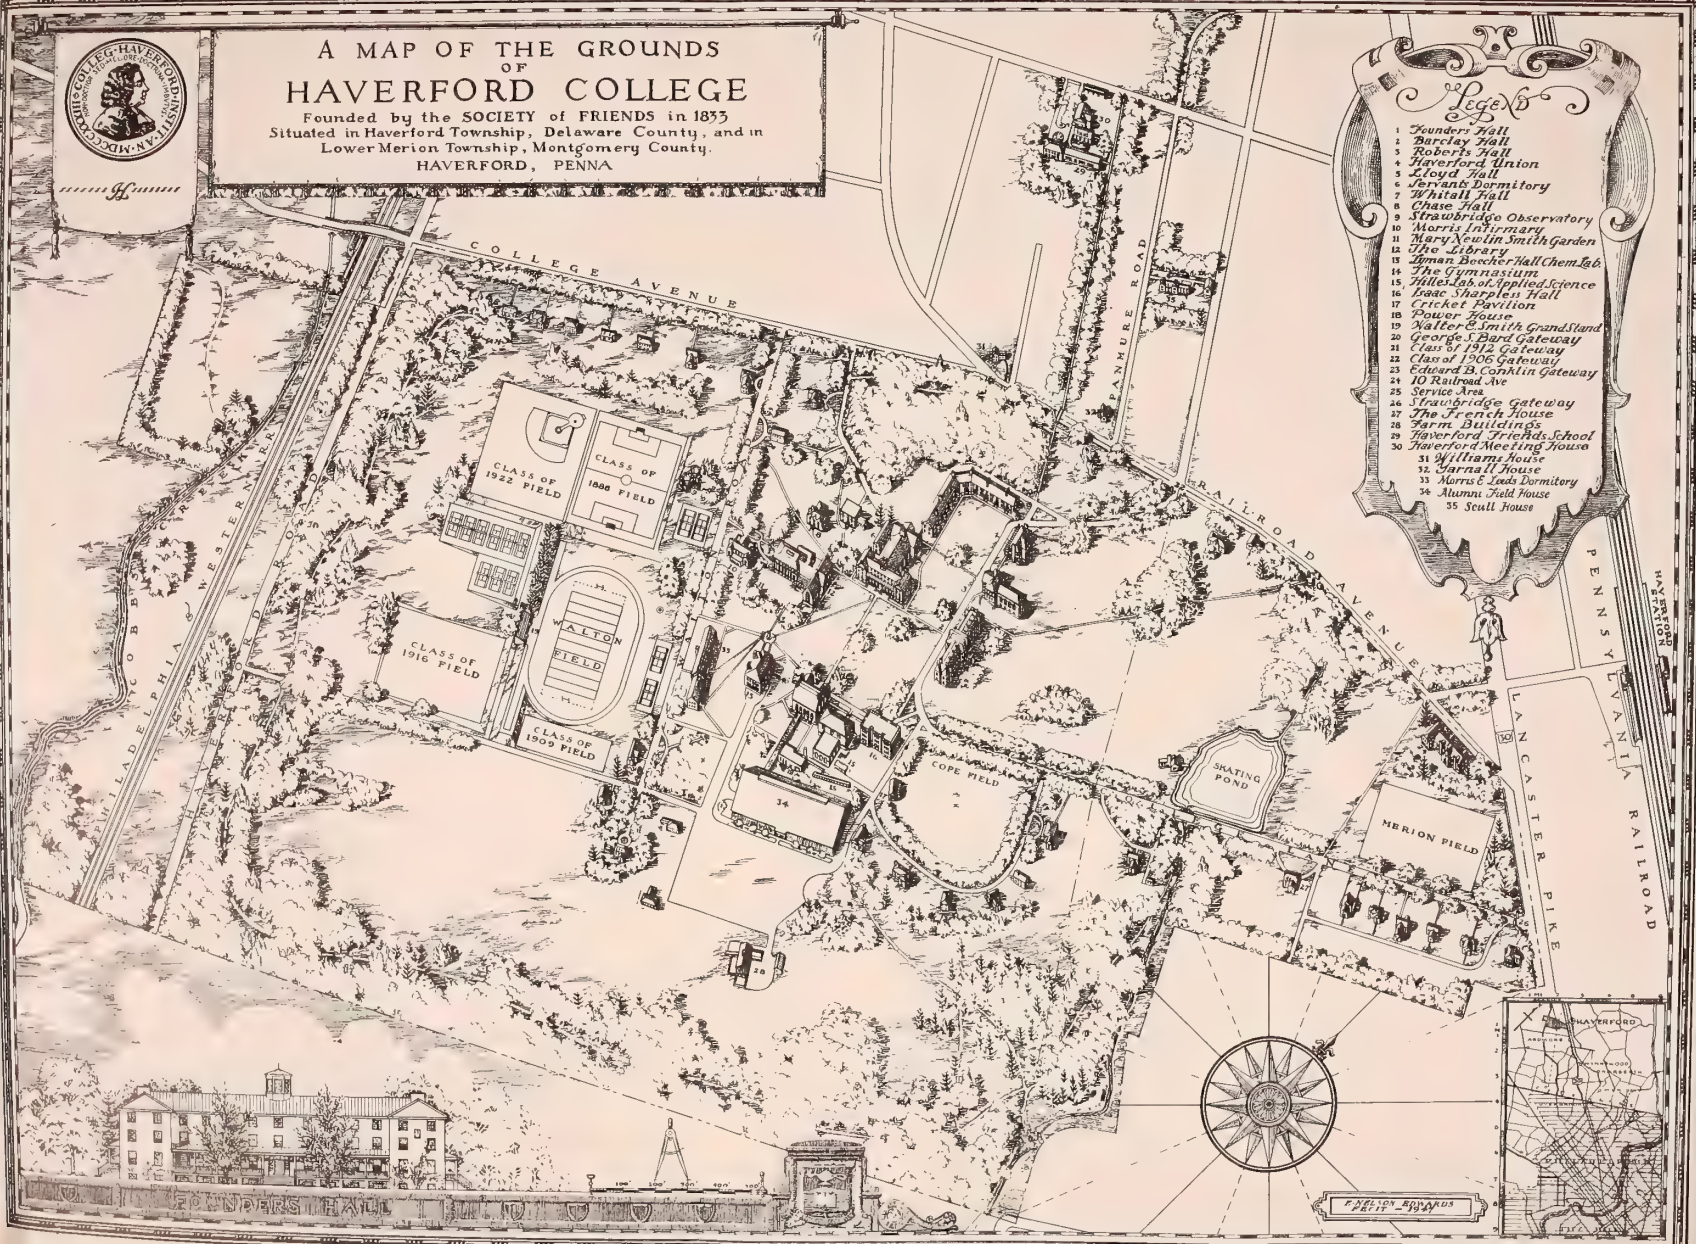 A MAP OF THE GROUNDS
OF
HAVERFORD COLLEGE
Founded by the SOCIETY of FRIENDS in 1833
Situated in Haverford Township, Delaware County, and in
Lower Merion Township, Montgomery County.
HAVERFORD, PENNA
LEGEND
1 Founders Hall
2 Barclay Hall
3 Roberts Hall
4 Haverford Union
5 Lloyd Hall
6 Servants Dormitory
7 Whitall Hall
8 Chase Hall
9 Strawbridge Observatory
10 Morris Infirmary
11 Mary Newlin Smith Garden
12 The Library
13 Lyman Beecher Hall Chem. Lab.
14 The Gymnasium
15 Hilles Lab. of Applied Science
16 Isaac Sharpless Hall
17 Cricket Pavilion
18 Power House
19 Walter E. Smith Grand Stand
20 George S. Bard Gateway
21 Class of 1912 Gateway
22 Class of 1906 Gateway
23 Edward B. Conklin Gateway
24 10 Railroad Ave
25 Service Area
26 Strawbridge Gateway
27 The French House
28 Farm Buildings
29 Haverford Friends School
30 Haverford Meeting House
31 Williams House
32 Yarnall House
33 Morris E Leeds Dormitory
34 Alumni Field House
35 Scull House
COLLEGE AVENUE
PANMURE ROAD
RAILROAD AVENUE
PENNSYLVANIA RAILROAD
HAVERFORD STATION
LANCASTER PIKE
30
PHILADELPHIA & WESTERN
HAVERFORD ROAD
CLASS OF
1922 FIELD
CLASS OF
1888 FIELD
WALTON
FIELD
CLASS OF
1916 FIELD
CLASS OF
1909 FIELD
COPE FIELD
SKATING
POND
MERION FIELD
34
16
28
HAVERFORD
FOUNDERS HALL
E. NELSON EDWARDS